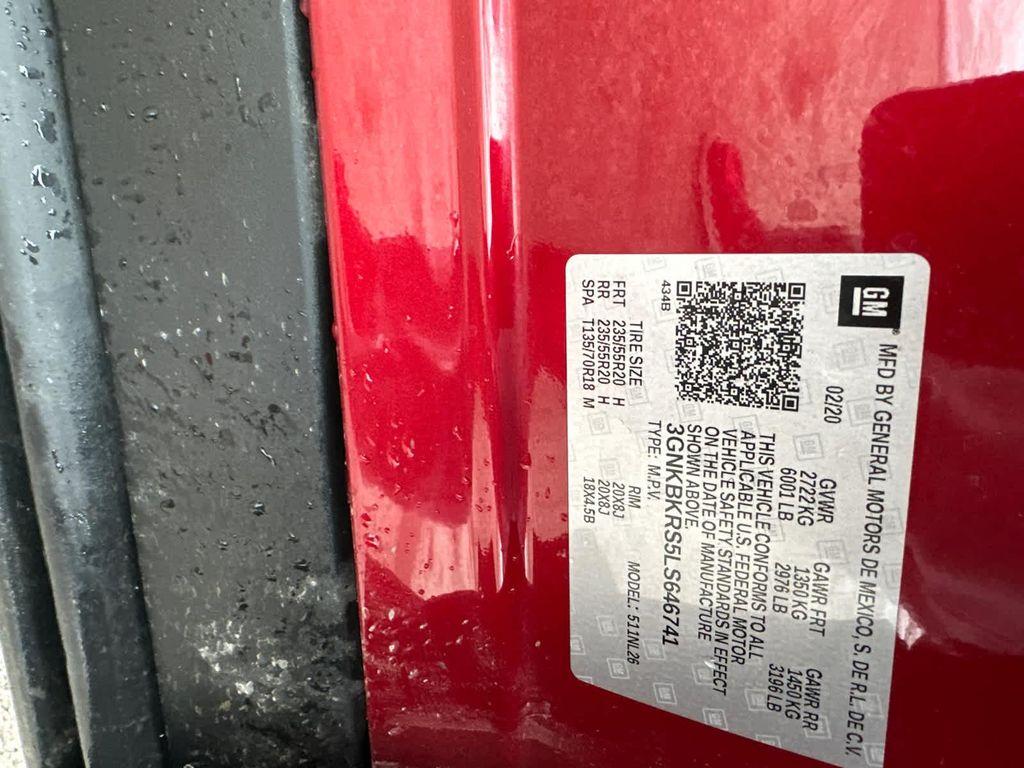 GM
MFD BY GENERAL MOTORS DE MEXICO, S. DE R.L. DE C.V.
02/20 GVWR GAWR FRT GAWR RR
2722 KG 1350 KG 1450 KG
6001 LB 2976 LB 3196 LB
THIS VEHICLE CONFORMS TO ALL
APPLICABLE U.S. FEDERAL MOTOR
VEHICLE SAFETY STANDARDS IN EFFECT
ON THE DATE OF MANUFACTURE
SHOWN ABOVE.
3GNKBKRS5LS646741
434B TYPE: M.P.V. MODEL: 511NL26
TIRE SIZE RIM
FRT 235/55R20 H 20X8J
RR 235/55R20 H 20X8J
SPA T135/70R18 M 18X4.5B